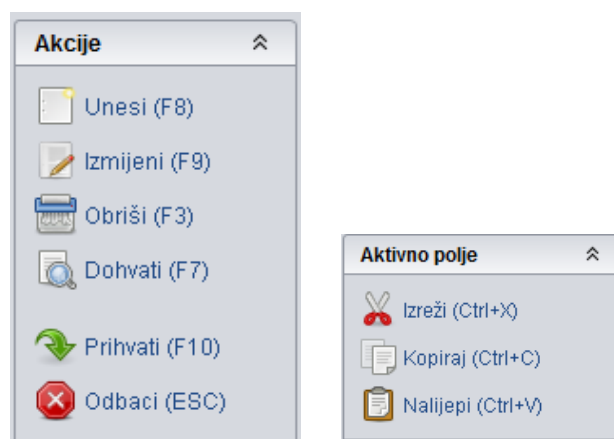 Akcije
Unesi (F8)
Izmijeni (F9)
Obriši (F3)
Dohvati (F7)
Prihvati (F10)
Odbaci (ESC)
Aktivno polje
Izreži (Ctrl+X)
Kopiraj (Ctrl+C)
Nalijepi (Ctrl+V)